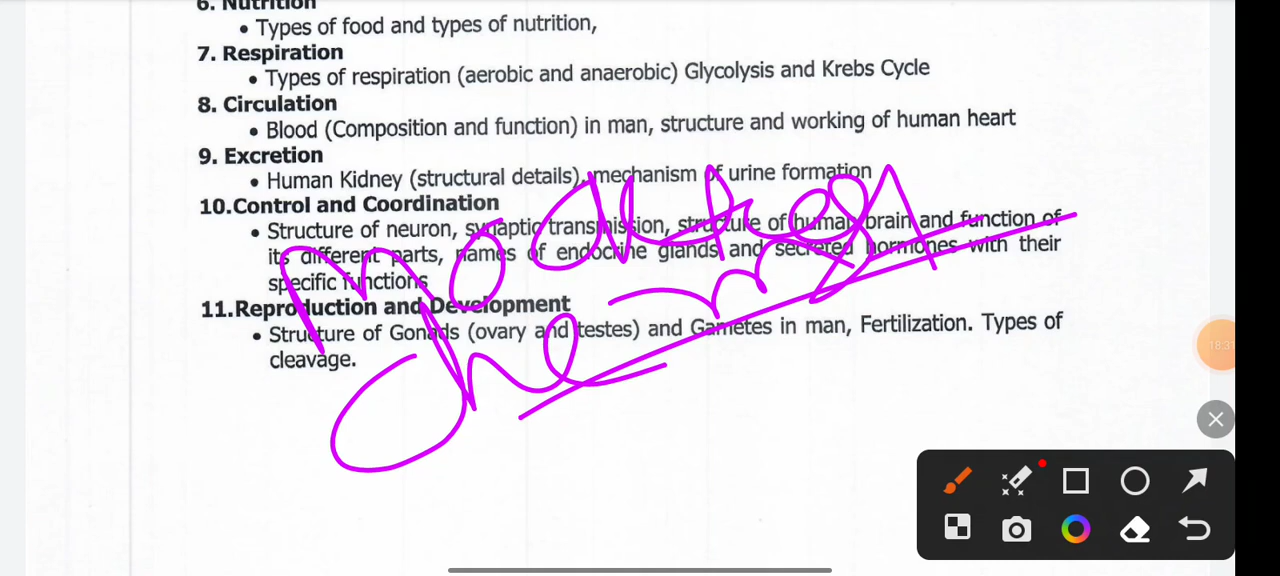 6. Nutrition
• Types of food and types of nutrition,
7. Respiration
• Types of respiration (aerobic and anaerobic) Glycolysis and Krebs Cycle
8. Circulation
• Blood (Composition and function) in man, structure and working of human heart
9. Excretion
• Human Kidney (structural details), mechanism of urine formation
10.Control and Coordination
• Structure of neuron, synaptic transmission, structure of human brain and function of
its different parts, names of endocrine glands and secreted hormones with their
specific functions
11.Reproduction and Development
• Structure of Gonads (ovary and testes) and Gametes in man, Fertilization. Types of
cleavage.
18:31